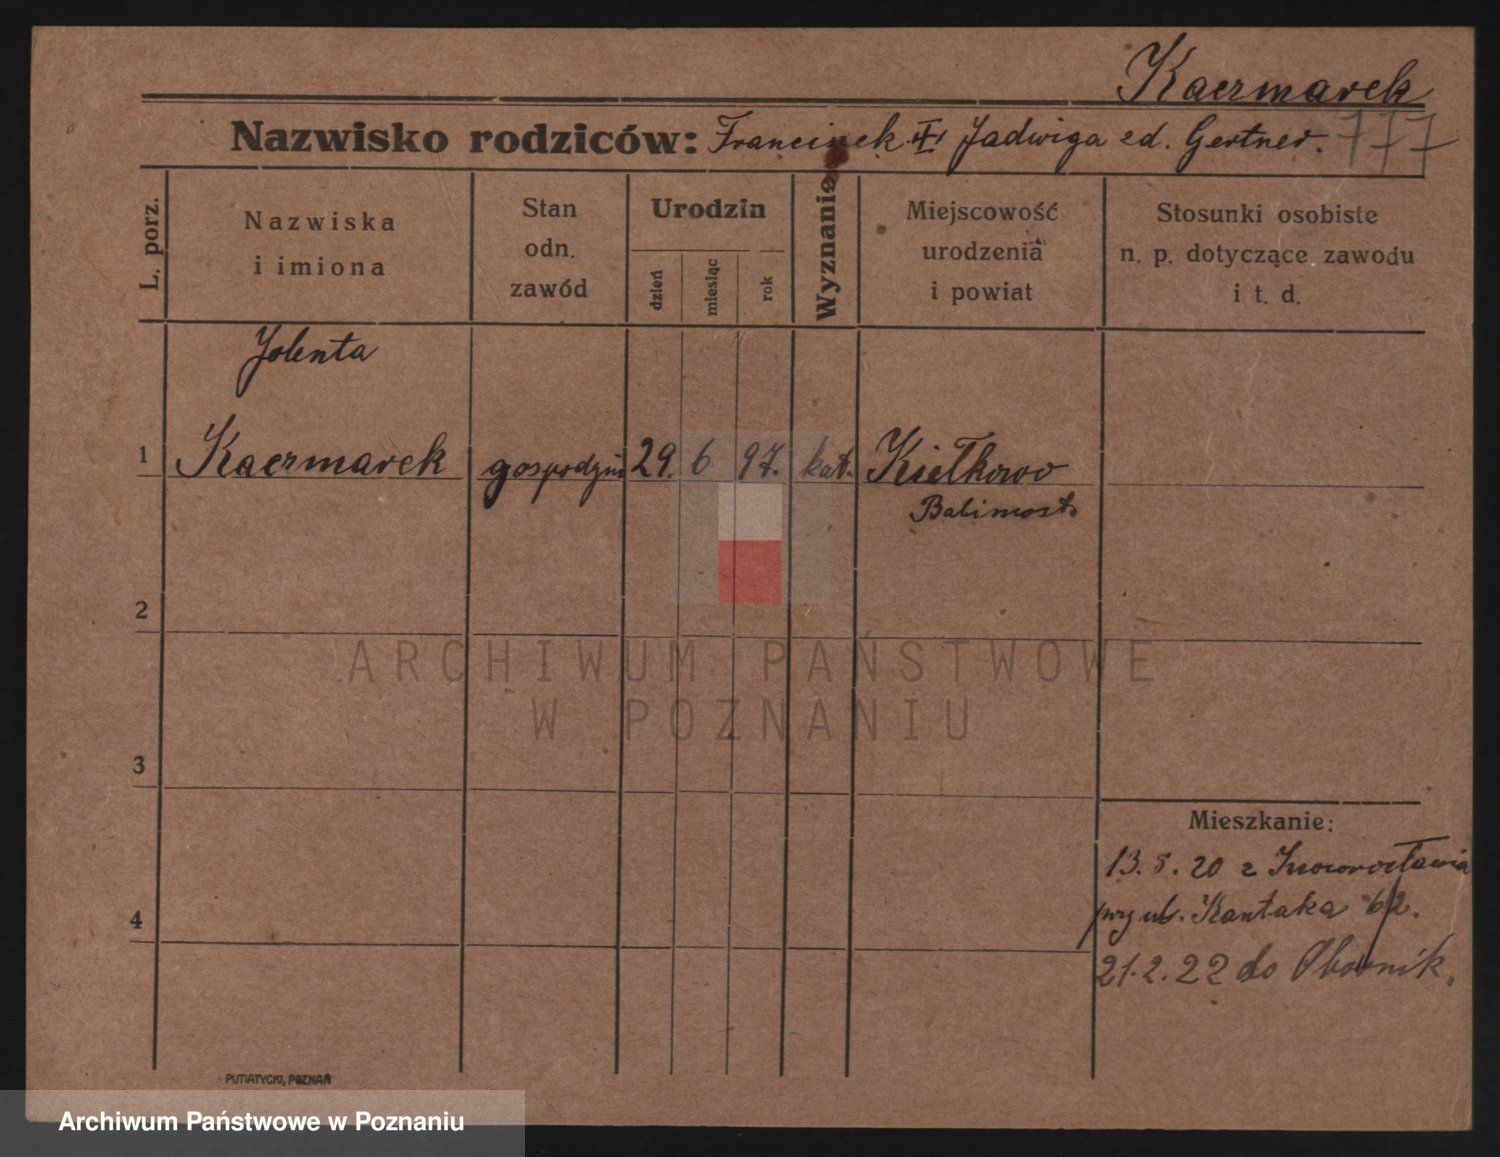 Kaczmarek
Nazwisko rodziców: Franciszek † Jadwiga zd. Gertner. 777
L. porz.
Nazwiska
i imiona
Stan
odn.
zawód
Urodzin
dzień
miesiąc
rok
Wyznanie
Miejscowość
urodzenia
i powiat
Stosunki osobiste
n. p. dotyczące zawodu
i t. d.
Jolenta
1 Kaczmarek gospodyni 29. 6 97. kat. Kiełkowo
Babimost.
2
ARCHIWUM PAŃSTWOWE
W POZNANIU
3
Mieszkanie:
13. 5. 20 z Inowrocławia
4 przy ul. Kantaka 6/2.
21. 2. 22 do Obornik.
PUTIATYCKI, POZNAŃ
Archiwum Państwowe w Poznaniu